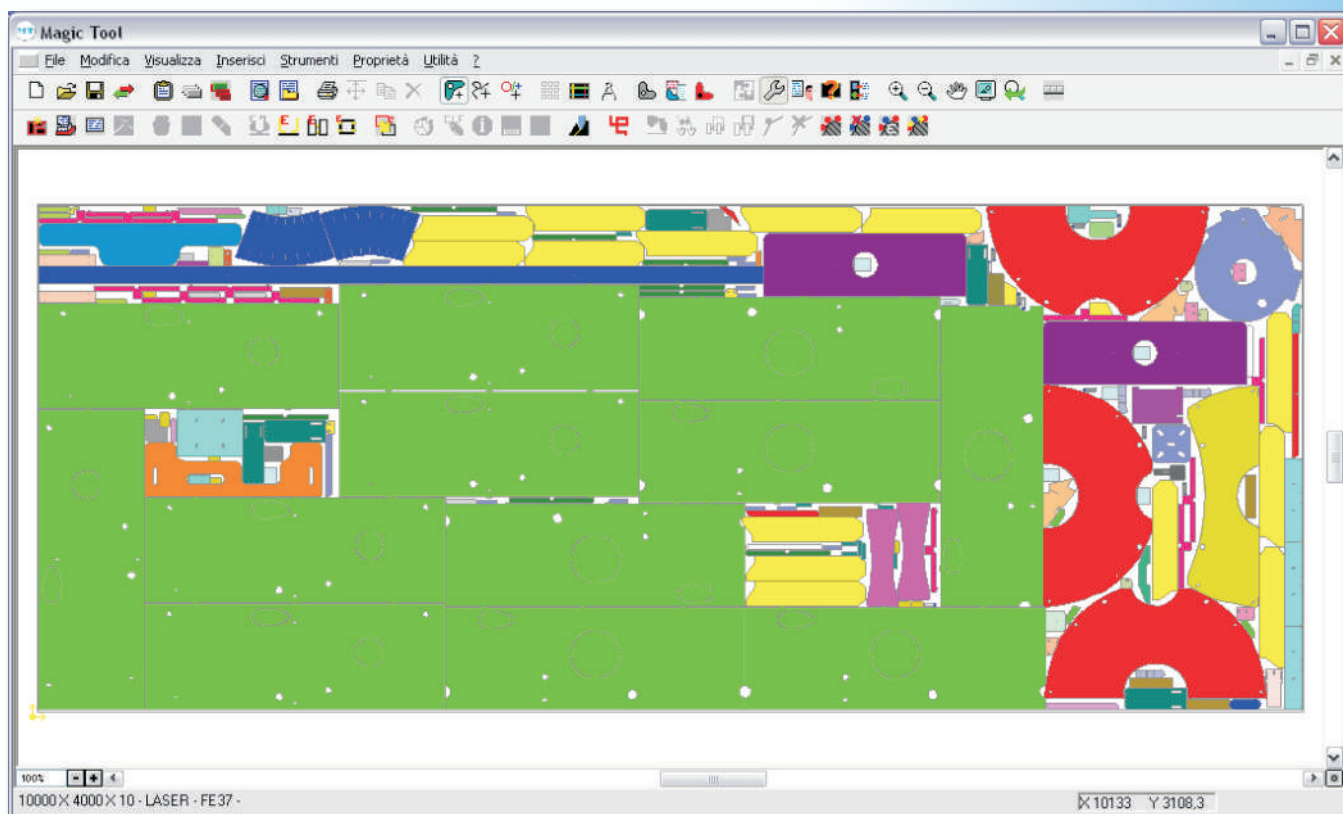 Magic Tool
File Modifica Visualizza Inserisci Strumenti Proprietà Utilità ?
100%
10000 X 4000 X 10 - LASER - FE37 -
X 10133 Y 3108,3